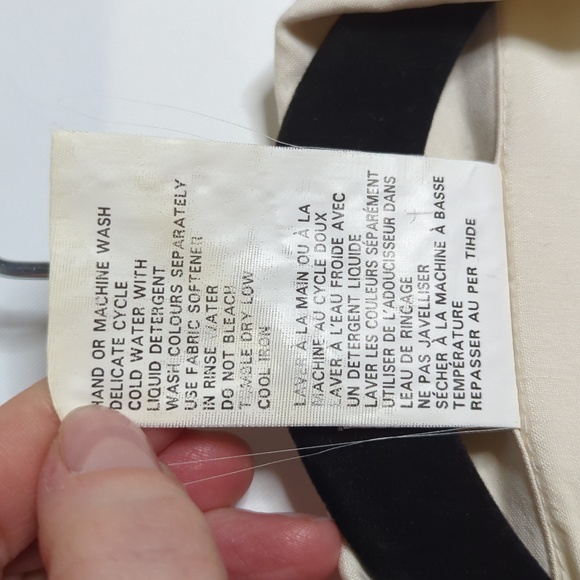 HAND OR MACHINE WASH
DELICATE CYCLE
COLD WATER WITH
LIQUID DETERGENT
WASH COLOURS SEPARATELY
USE FABRIC SOFTENER
IN RINSE WATER
DO NOT BLEACH
TUMBLE DRY LOW
COOL IRON
LAVER À LA MAIN OU À LA
MACHINE AU CYCLE DOUX
LAVER À L'EAU FROIDE AVEC
UN DETERGENT LIQUIDE
LAVER LES COULEURS SÉPARÉMENT
UTILISER DE L'ADOUCISSEUR DANS
LEAU DE RINCAGE
NE PAS JAVELLISER
SÉCHER À LA MACHINE À BASSE
TEMPÉRATURE
REPASSER AU PER TIHDE